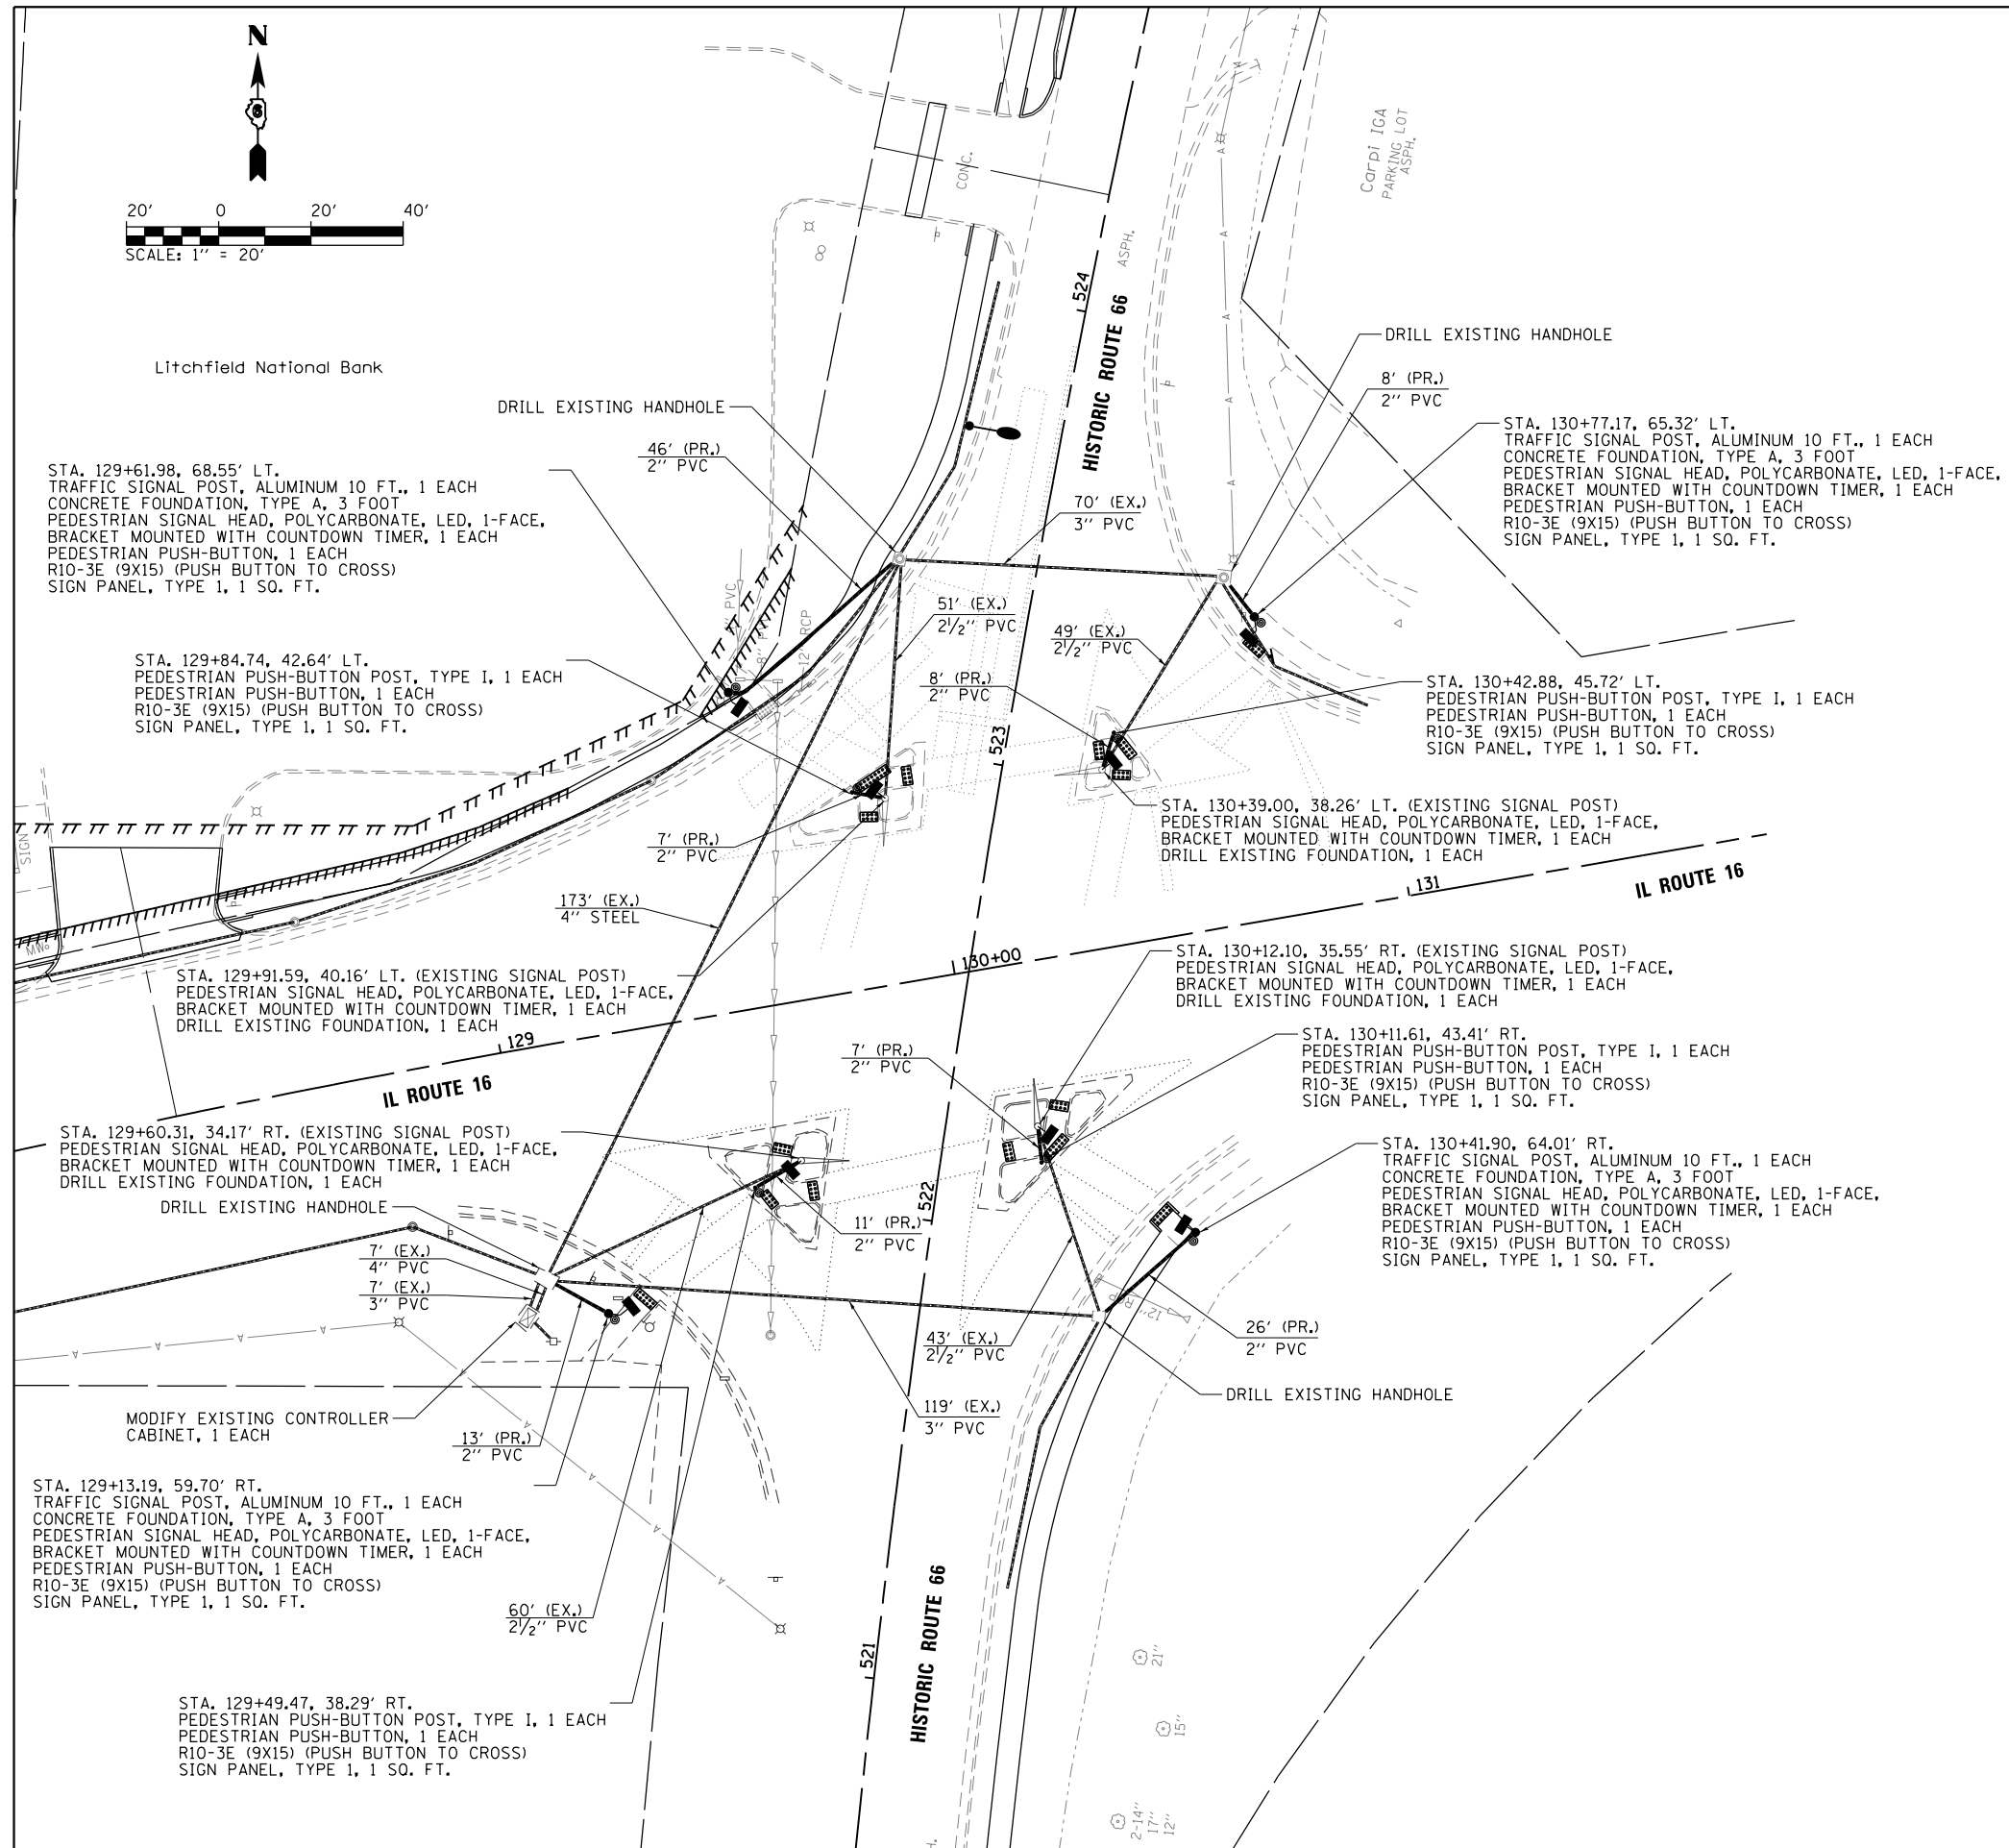 N
6
20' 0 20' 40'
SCALE: 1'' = 20'
Litchfield National Bank
CONC.
ASPH.
Carpi IGA
PARKING LOT
ASPH.
524
HISTORIC ROUTE 66
DRILL EXISTING HANDHOLE
8' (PR.)
2'' PVC
DRILL EXISTING HANDHOLE
46' (PR.)
2'' PVC
STA. 130+77.17, 65.32' LT.
TRAFFIC SIGNAL POST, ALUMINUM 10 FT., 1 EACH
CONCRETE FOUNDATION, TYPE A, 3 FOOT
PEDESTRIAN SIGNAL HEAD, POLYCARBONATE, LED, 1-FACE,
BRACKET MOUNTED WITH COUNTDOWN TIMER, 1 EACH
PEDESTRIAN PUSH-BUTTON, 1 EACH
R10-3E (9X15) (PUSH BUTTON TO CROSS)
SIGN PANEL, TYPE 1, 1 SQ. FT.
STA. 129+61.98, 68.55' LT.
TRAFFIC SIGNAL POST, ALUMINUM 10 FT., 1 EACH
CONCRETE FOUNDATION, TYPE A, 3 FOOT
PEDESTRIAN SIGNAL HEAD, POLYCARBONATE, LED, 1-FACE,
BRACKET MOUNTED WITH COUNTDOWN TIMER, 1 EACH
PEDESTRIAN PUSH-BUTTON, 1 EACH
R10-3E (9X15) (PUSH BUTTON TO CROSS)
SIGN PANEL, TYPE 1, 1 SQ. FT.
70' (EX.)
3'' PVC
51' (EX.)
21/2'' PVC
49' (EX.)
21/2'' PVC
PVC
12'' RCP
8' (PR.)
2'' PVC
STA. 129+84.74, 42.64' LT.
PEDESTRIAN PUSH-BUTTON POST, TYPE I, 1 EACH
PEDESTRIAN PUSH-BUTTON, 1 EACH
R10-3E (9X15) (PUSH BUTTON TO CROSS)
SIGN PANEL, TYPE 1, 1 SQ. FT.
STA. 130+42.88, 45.72' LT.
PEDESTRIAN PUSH-BUTTON POST, TYPE I, 1 EACH
PEDESTRIAN PUSH-BUTTON, 1 EACH
R10-3E (9X15) (PUSH BUTTON TO CROSS)
SIGN PANEL, TYPE 1, 1 SQ. FT.
523
STA. 130+39.00, 38.26' LT. (EXISTING SIGNAL POST)
PEDESTRIAN SIGNAL HEAD, POLYCARBONATE, LED, 1-FACE,
BRACKET MOUNTED WITH COUNTDOWN TIMER, 1 EACH
DRILL EXISTING FOUNDATION, 1 EACH
7' (PR.)
2'' PVC
SIGN
MW
173' (EX.)
4'' STEEL
131
IL ROUTE 16
130+00
STA. 129+91.59, 40.16' LT. (EXISTING SIGNAL POST)
PEDESTRIAN SIGNAL HEAD, POLYCARBONATE, LED, 1-FACE,
BRACKET MOUNTED WITH COUNTDOWN TIMER, 1 EACH
DRILL EXISTING FOUNDATION, 1 EACH
STA. 130+12.10, 35.55' RT. (EXISTING SIGNAL POST)
PEDESTRIAN SIGNAL HEAD, POLYCARBONATE, LED, 1-FACE,
BRACKET MOUNTED WITH COUNTDOWN TIMER, 1 EACH
DRILL EXISTING FOUNDATION, 1 EACH
129
IL ROUTE 16
7' (PR.)
2'' PVC
STA. 130+11.61, 43.41' RT.
PEDESTRIAN PUSH-BUTTON POST, TYPE I, 1 EACH
PEDESTRIAN PUSH-BUTTON, 1 EACH
R10-3E (9X15) (PUSH BUTTON TO CROSS)
SIGN PANEL, TYPE 1, 1 SQ. FT.
STA. 129+60.31, 34.17' RT. (EXISTING SIGNAL POST)
PEDESTRIAN SIGNAL HEAD, POLYCARBONATE, LED, 1-FACE,
BRACKET MOUNTED WITH COUNTDOWN TIMER, 1 EACH
DRILL EXISTING FOUNDATION, 1 EACH
DRILL EXISTING HANDHOLE
STA. 130+41.90, 64.01' RT.
TRAFFIC SIGNAL POST, ALUMINUM 10 FT., 1 EACH
CONCRETE FOUNDATION, TYPE A, 3 FOOT
PEDESTRIAN SIGNAL HEAD, POLYCARBONATE, LED, 1-FACE,
BRACKET MOUNTED WITH COUNTDOWN TIMER, 1 EACH
PEDESTRIAN PUSH-BUTTON, 1 EACH
R10-3E (9X15) (PUSH BUTTON TO CROSS)
SIGN PANEL, TYPE 1, 1 SQ. FT.
522
11' (PR.)
2'' PVC
7' (EX.)
4'' PVC
7' (EX.)
3'' PVC
12'' RCP
43' (EX.)
21/2'' PVC
26' (PR.)
2'' PVC
DRILL EXISTING HANDHOLE
119' (EX.)
3'' PVC
MODIFY EXISTING CONTROLLER
CABINET, 1 EACH
13' (PR.)
2'' PVC
STA. 129+13.19, 59.70' RT.
TRAFFIC SIGNAL POST, ALUMINUM 10 FT., 1 EACH
CONCRETE FOUNDATION, TYPE A, 3 FOOT
PEDESTRIAN SIGNAL HEAD, POLYCARBONATE, LED, 1-FACE,
BRACKET MOUNTED WITH COUNTDOWN TIMER, 1 EACH
PEDESTRIAN PUSH-BUTTON, 1 EACH
R10-3E (9X15) (PUSH BUTTON TO CROSS)
SIGN PANEL, TYPE 1, 1 SQ. FT.
60' (EX.)
21/2'' PVC
521
HISTORIC ROUTE 66
21''
15''
STA. 129+49.47, 38.29' RT.
PEDESTRIAN PUSH-BUTTON POST, TYPE I, 1 EACH
PEDESTRIAN PUSH-BUTTON, 1 EACH
R10-3E (9X15) (PUSH BUTTON TO CROSS)
SIGN PANEL, TYPE 1, 1 SQ. FT.
2-14''
17''
12''